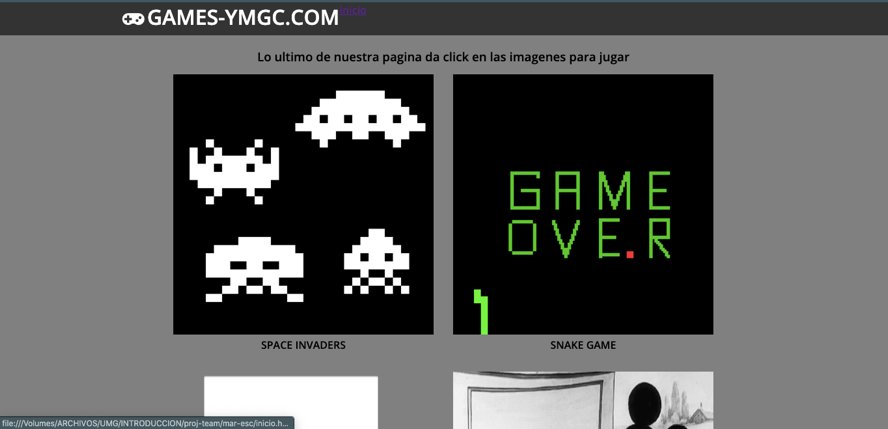 GAMES-YMGC.COM inicio
Lo ultimo de nuestra pagina da click en las imagenes para jugar
GAME
OVE.R
SPACE INVADERS
SNAKE GAME
file:///Volumes/ARCHIVOS/UMG/INTRODUCCION/proj-team/mar-esc/inicio.h...